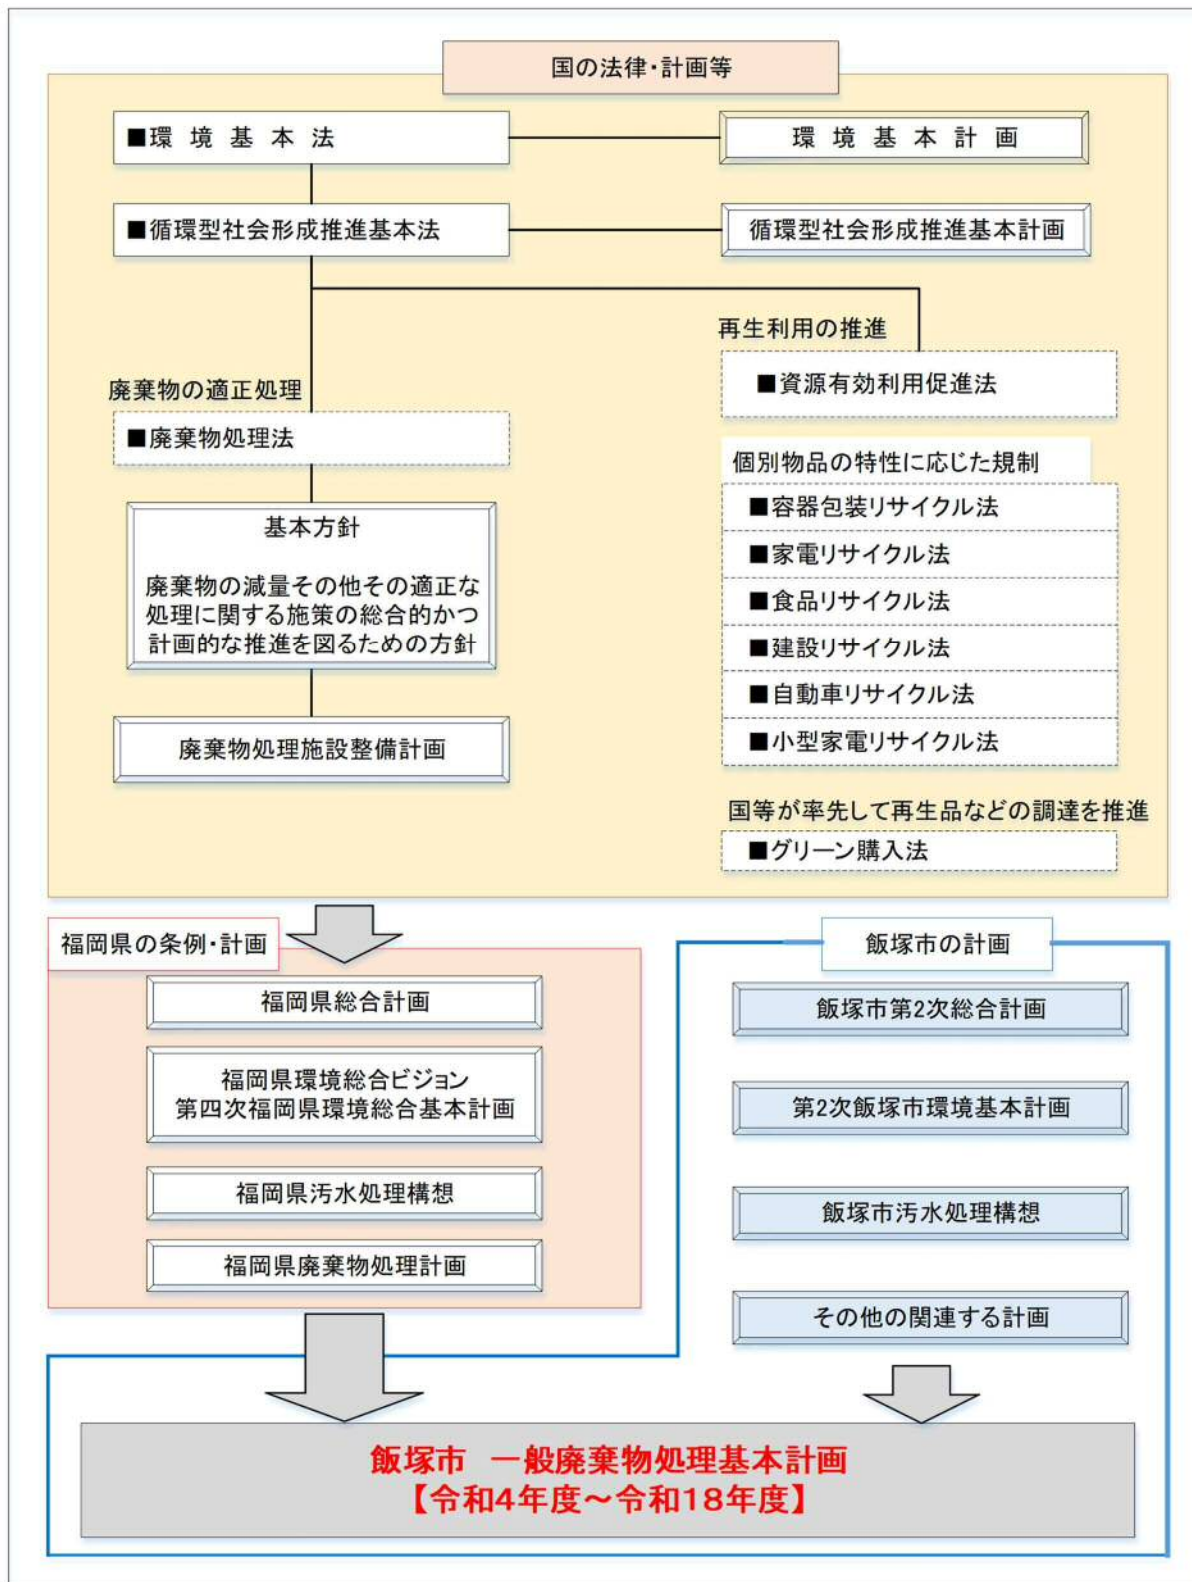 国の法律・計画等
■環 境 基 本 法
環 境 基 本 計 画
■循環型社会形成推進基本法
循環型社会形成推進基本計画
再生利用の推進
■資源有効利用促進法
廃棄物の適正処理
■廃棄物処理法
基本方針
廃棄物の減量その他その適正な
処理に関する施策の総合的かつ
計画的な推進を図るための方針
廃棄物処理施設整備計画
個別物品の特性に応じた規制
■容器包装リサイクル法
■家電リサイクル法
■食品リサイクル法
■建設リサイクル法
■自動車リサイクル法
■小型家電リサイクル法
国等が率先して再生品などの調達を推進
■グリーン購入法
福岡県の条例・計画
福岡県総合計画
福岡県環境総合ビジョン
第四次福岡県環境総合基本計画
福岡県汚水処理構想
福岡県廃棄物処理計画
飯塚市の計画
飯塚市第2次総合計画
第2次飯塚市環境基本計画
飯塚市汚水処理構想
その他の関連する計画
飯塚市 一般廃棄物処理基本計画
【令和4年度～令和18年度】